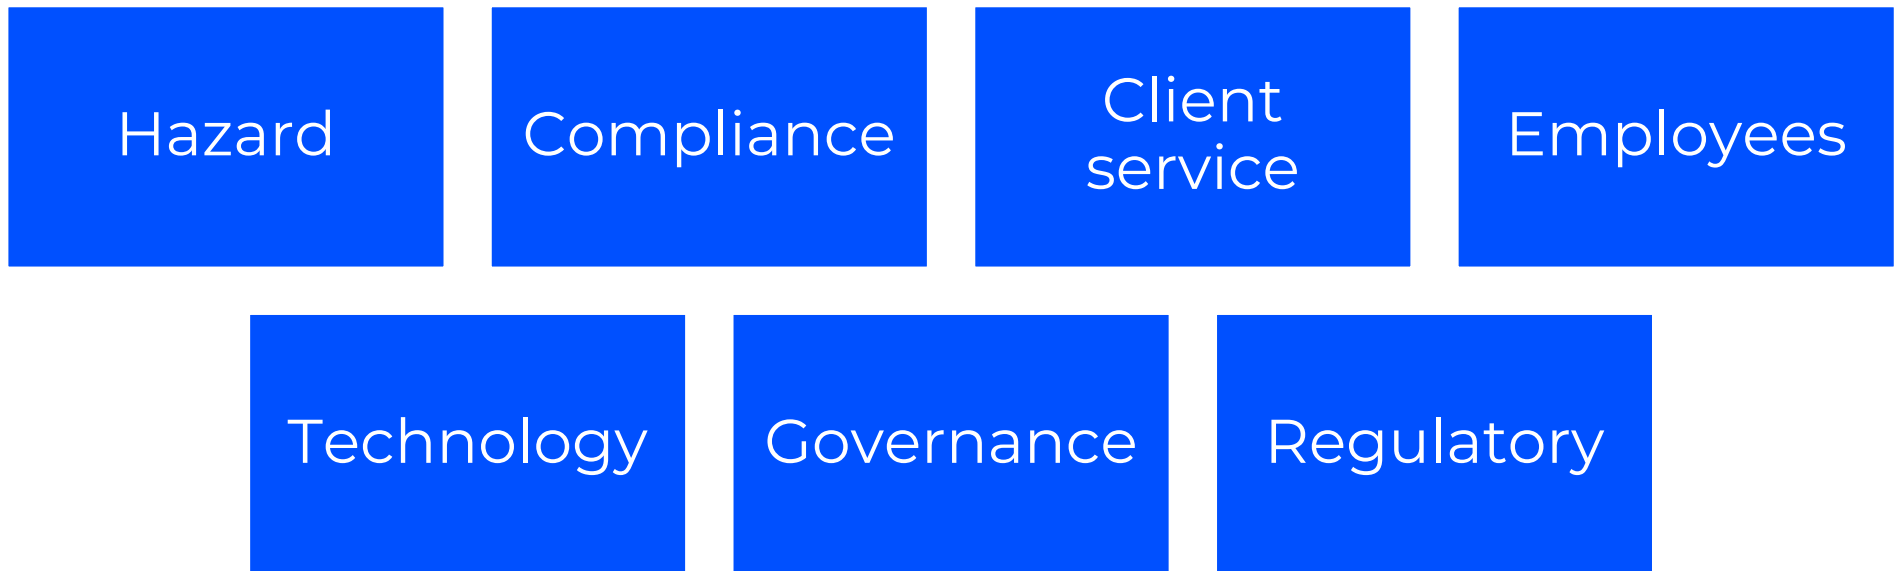 Hazard
Compliance
Client
service
Employees
Technology
Governance
Regulatory